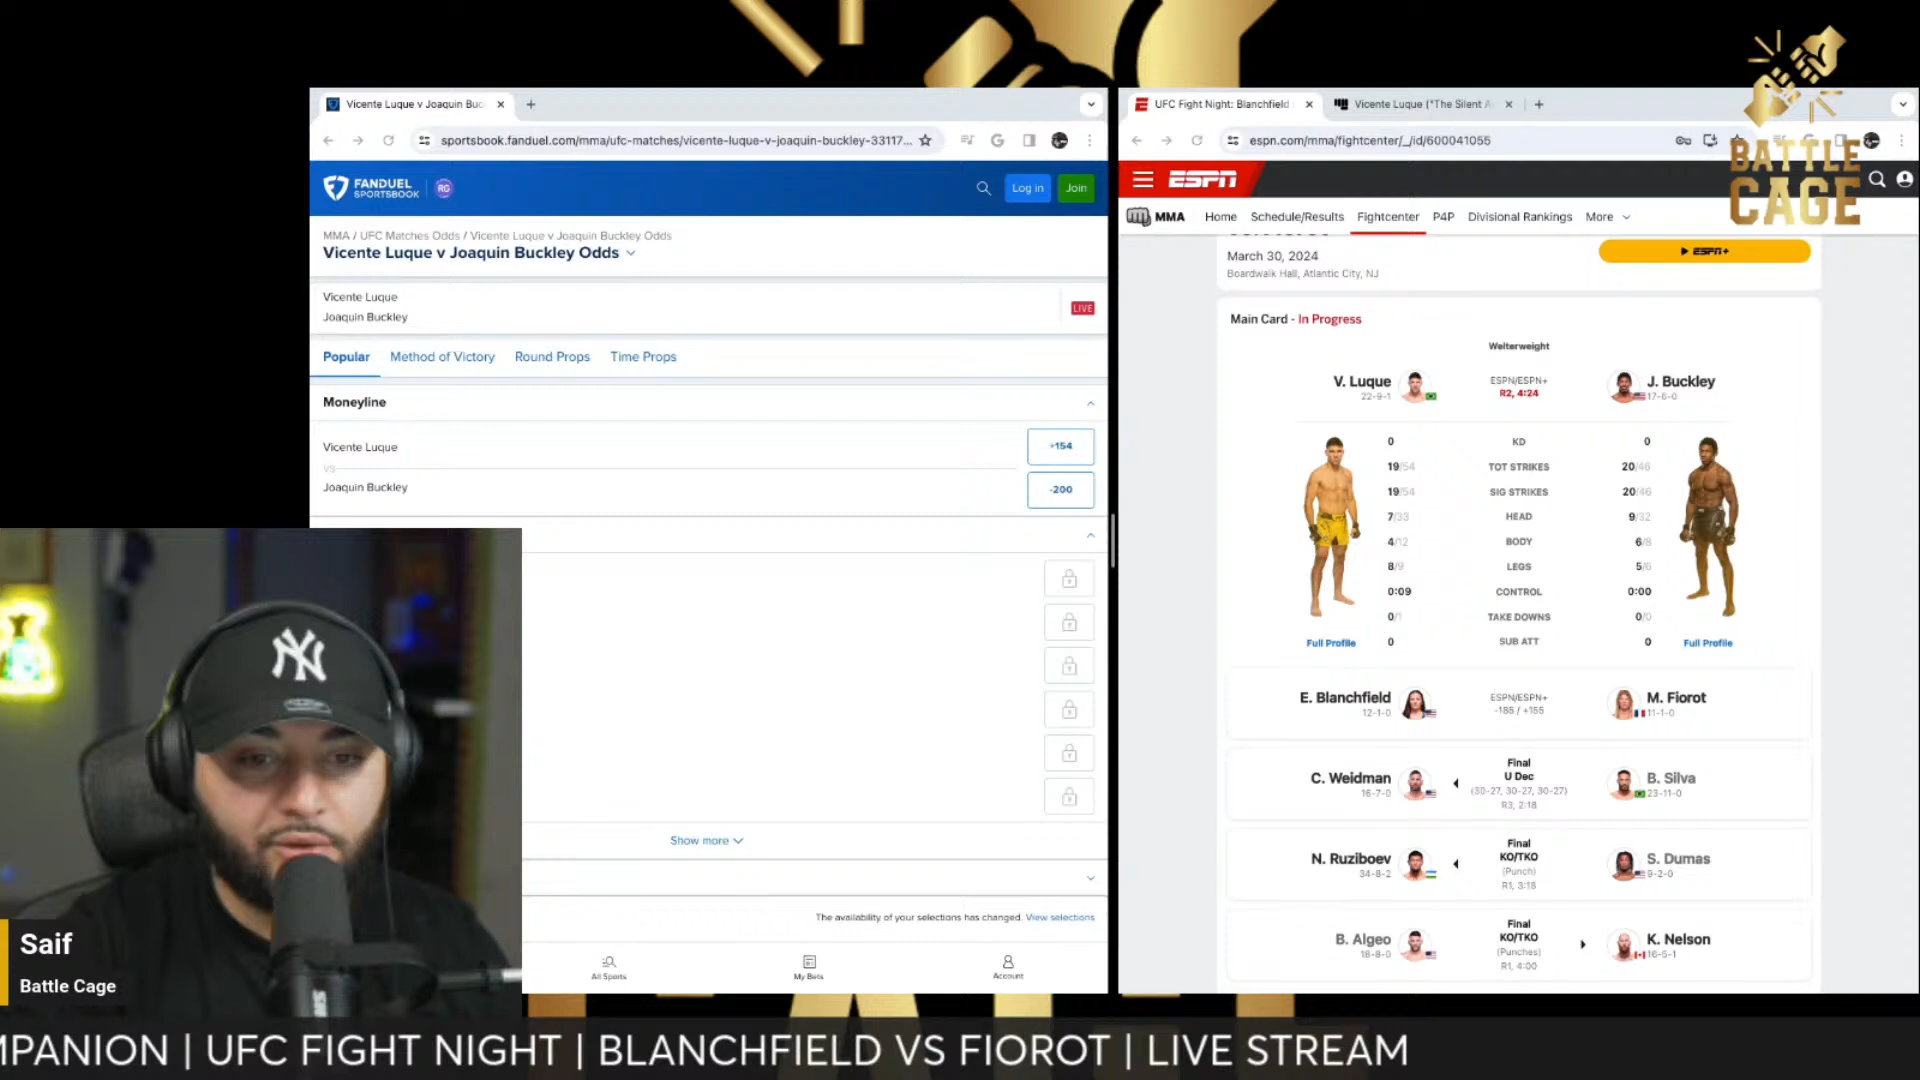 BATTLE
CAGE
Vicente Luque v Joaquin Buc
sportsbook.fanduel.com/mma/ufc-matches/vicente-luque-v-joaquin-buckley-33117...
FANDUEL
SPORTSBOOK
RG
Log in
Join
MMA / UFC Matches Odds / Vicente Luque v Joaquin Buckley Odds
Vicente Luque v Joaquin Buckley Odds
Vicente Luque
Joaquin Buckley
LIVE
Popular
Method of Victory
Round Props
Time Props
Moneyline
Vicente Luque
+154
VS
Joaquin Buckley
-200
Show more
The availability of your selections has changed. View selections
All Sports
My Bets
Account
UFC Fight Night: Blanchfield
Vicente Luque ("The Silent A
espn.com/mma/fightcenter/_/id/600041055
ESPN
MMA
Home
Schedule/Results
Fightcenter
P4P
Divisional Rankings
More
March 30, 2024
Boardwalk Hall, Atlantic City, NJ
ESPN+
Main Card - In Progress
Welterweight
V. Luque
22-9-1
ESPN/ESPN+
R2, 4:24
J. Buckley
17-6-0
0 KD 0
19/54 TOT STRIKES 20/46
19/54 SIG STRIKES 20/46
7/33 HEAD 9/32
4/12 BODY 6/8
8/9 LEGS 5/6
0:09 CONTROL 0:00
0/1 TAKE DOWNS 0/0
Full Profile 0 SUB ATT 0 Full Profile
E. Blanchfield
12-1-0
ESPN/ESPN+
-185 / +155
M. Fiorot
11-1-0
C. Weidman
16-7-0
Final
U Dec
(30-27, 30-27, 30-27)
R3, 2:18
B. Silva
23-11-0
N. Ruziboev
34-8-2
Final
KO/TKO
(Punch)
R1, 3:18
S. Dumas
9-2-0
B. Algeo
18-8-0
Final
KO/TKO
(Punches)
R1, 4:00
K. Nelson
16-5-1
NY
Saif
Battle Cage
MPANION | UFC FIGHT NIGHT | BLANCHFIELD VS FIOROT | LIVE STREAM